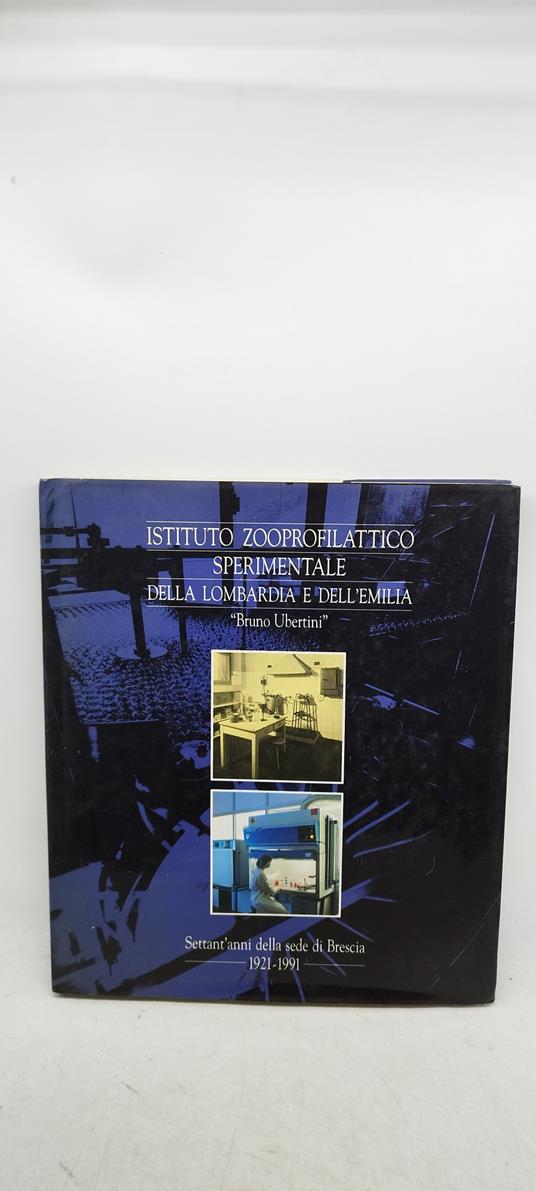 ISTITUTO ZOOPROFILATTICO
SPERIMENTALE
DELLA LOMBARDIA E DELL'EMILIA
"Bruno Ubertini"
Settant'anni della sede di Brescia
1921-1991